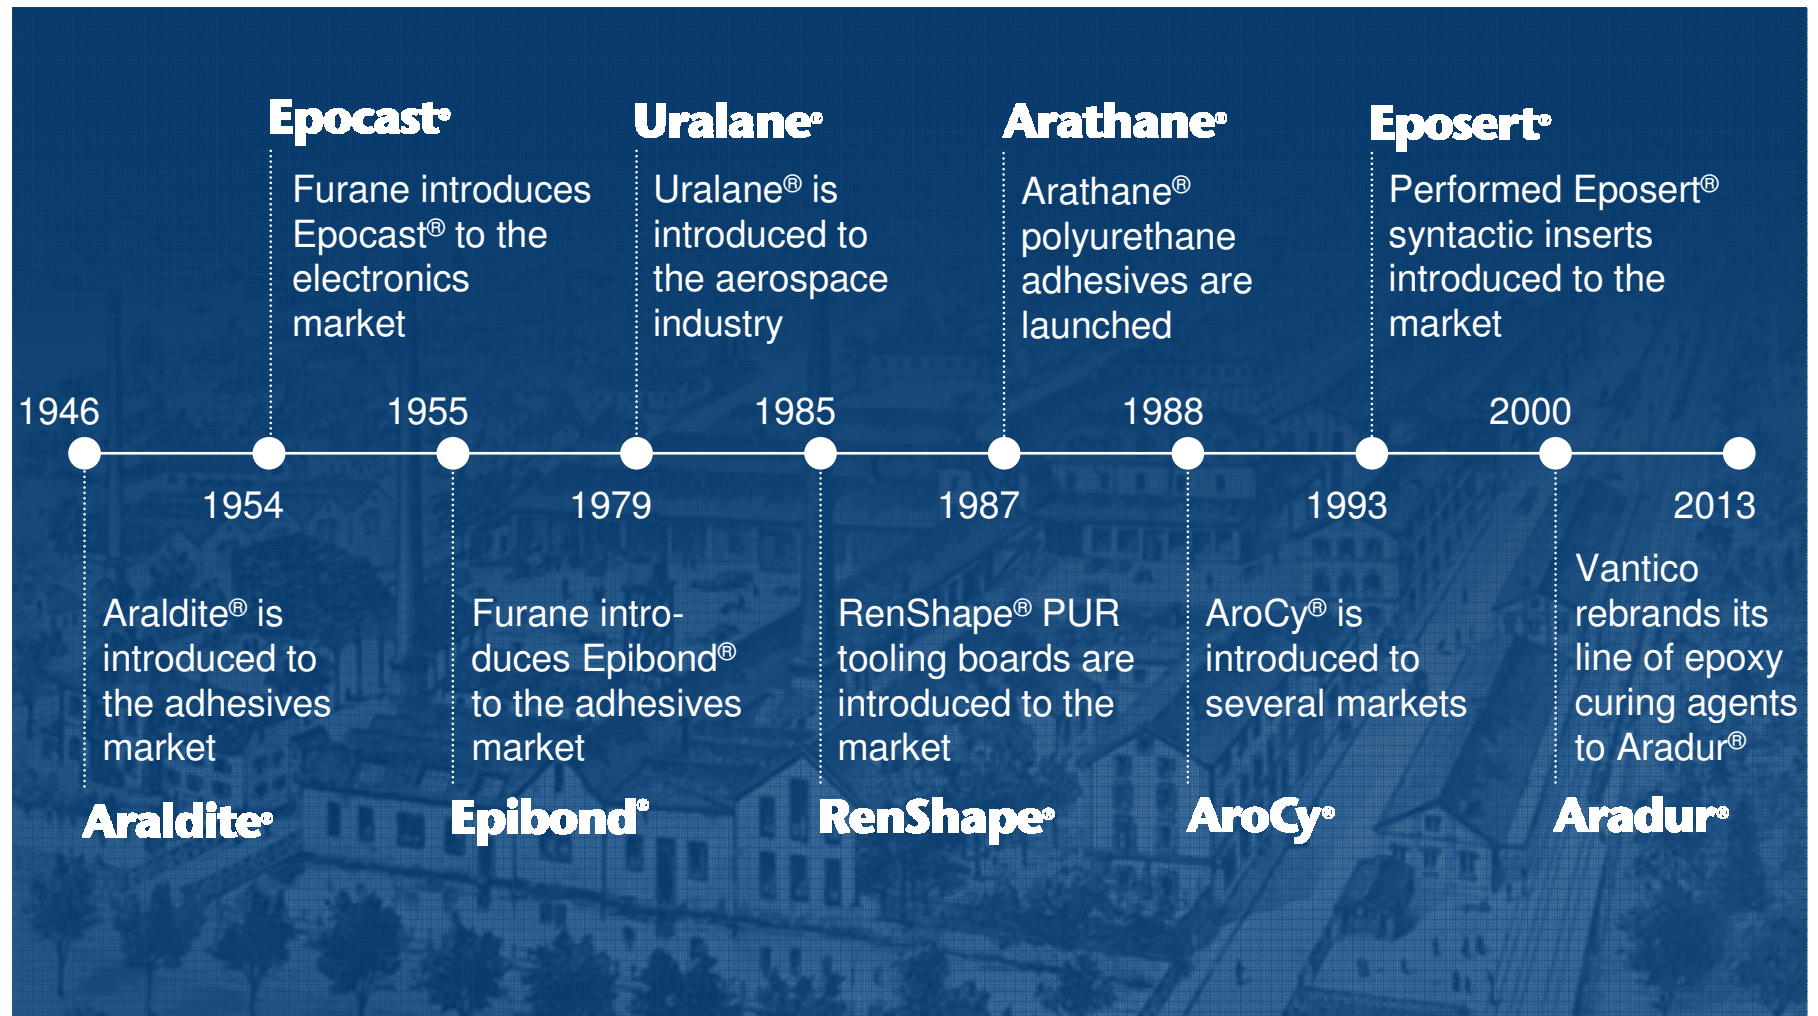 Epocast®
Furane introduces
Epocast® to the
electronics
market
Uralane®
Uralane® is
introduced to
the aerospace
industry
Arathane®
Arathane®
polyurethane
adhesives are
launched
Eposert®
Performed Eposert®
syntactic inserts
introduced to the
market
1946
1955
1985
1988
2000
1954
1979
1987
1993
2013
Araldite® is
introduced to
the adhesives
market
Araldite®
Furane intro-
duces Epibond®
to the adhesives
market
Epibond®
RenShape® PUR
tooling boards are
introduced to the
market
RenShape®
AroCy® is
introduced to
several markets
AroCy®
Vantico
rebrands its
line of epoxy
curing agents
to Aradur®
Aradur®